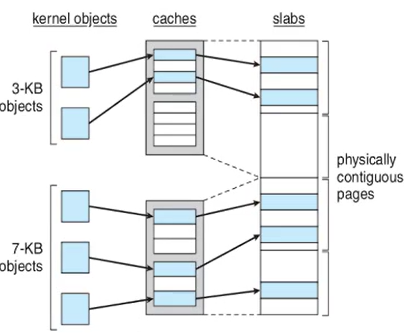 kernel objects
caches
slabs
3-KB
objects
physically
contiguous
pages
7-KB
objects